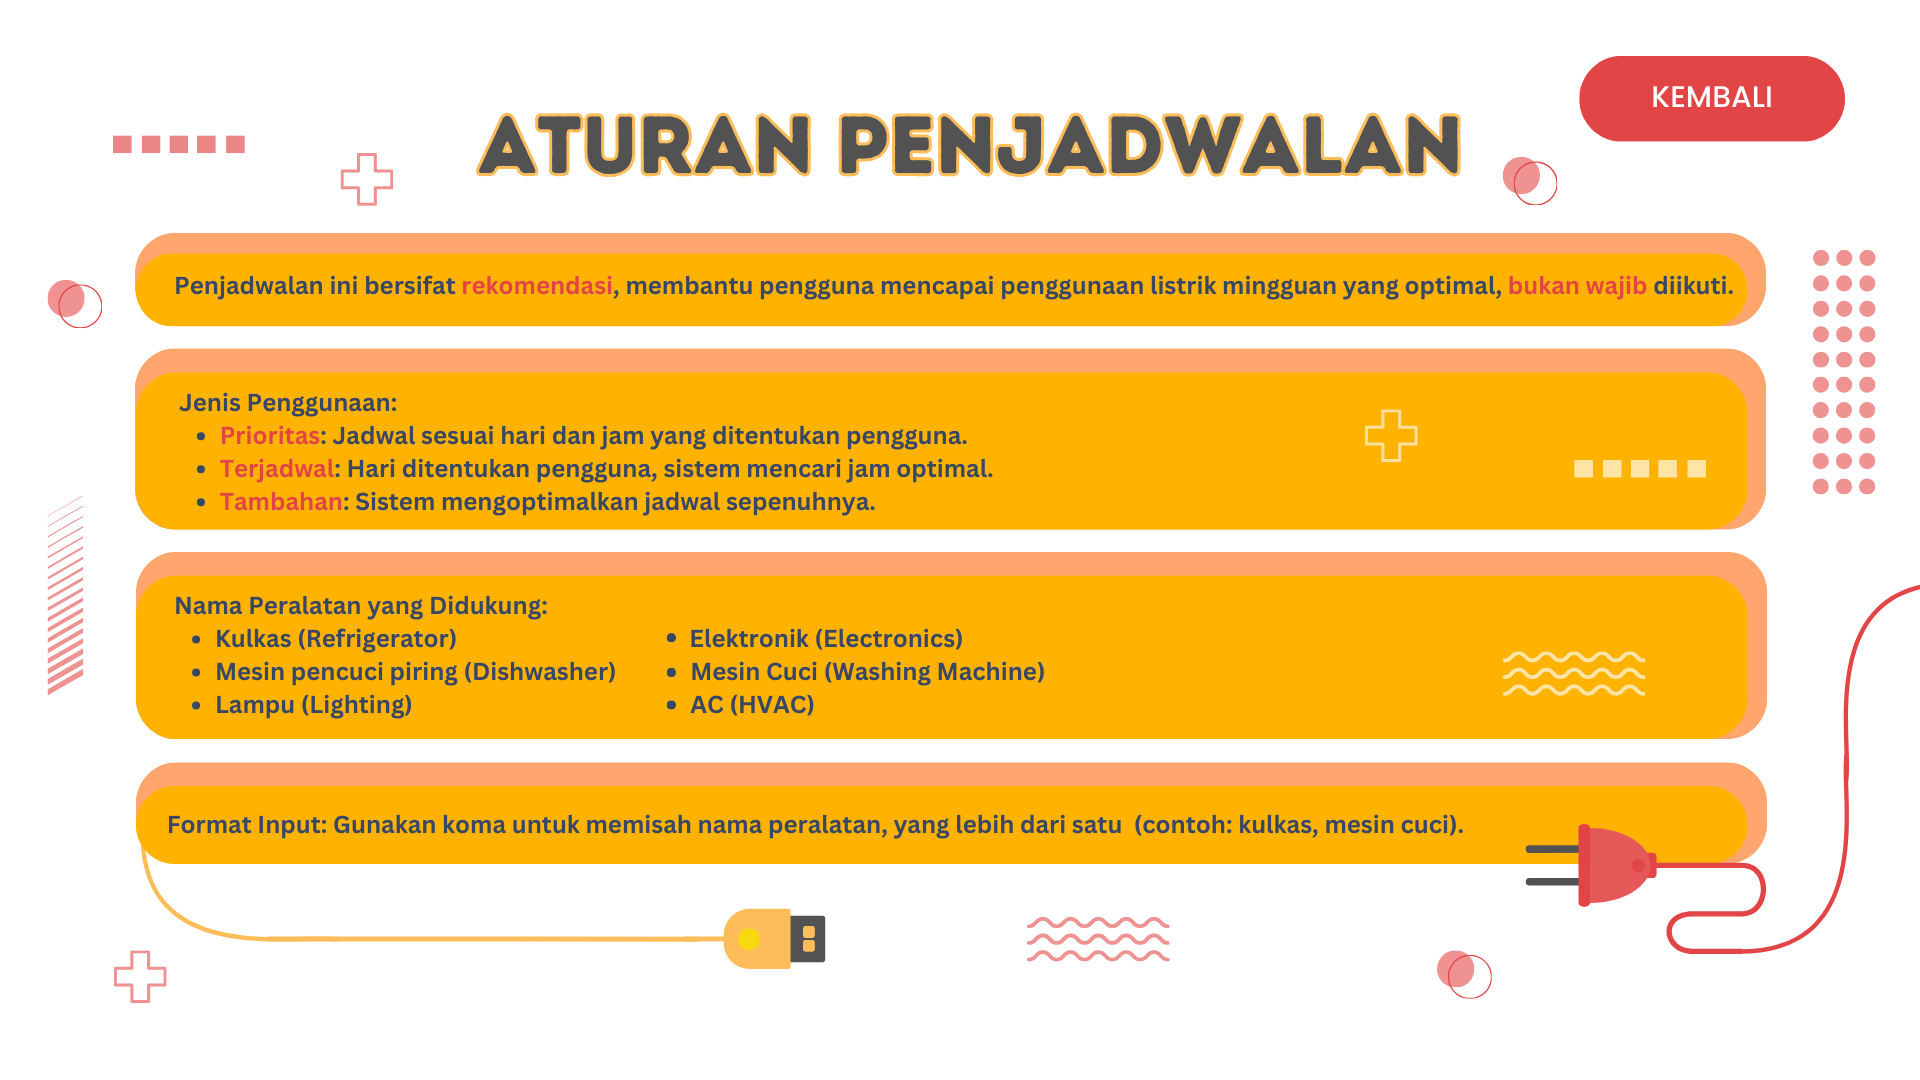 KEMBALI
ATURAN PENJADWALAN
Penjadwalan ini bersifat rekomendasi, membantu pengguna mencapai penggunaan listrik mingguan yang optimal, bukan wajib diikuti.
Jenis Penggunaan:
• Prioritas: Jadwal sesuai hari dan jam yang ditentukan pengguna.
• Terjadwal: Hari ditentukan pengguna, sistem mencari jam optimal.
• Tambahan: Sistem mengoptimalkan jadwal sepenuhnya.
Nama Peralatan yang Didukung:
• Kulkas (Refrigerator)
• Mesin pencuci piring (Dishwasher)
• Lampu (Lighting)
• Elektronik (Electronics)
• Mesin Cuci (Washing Machine)
• AC (HVAC)
Format Input: Gunakan koma untuk memisah nama peralatan, yang lebih dari satu (contoh: kulkas, mesin cuci).